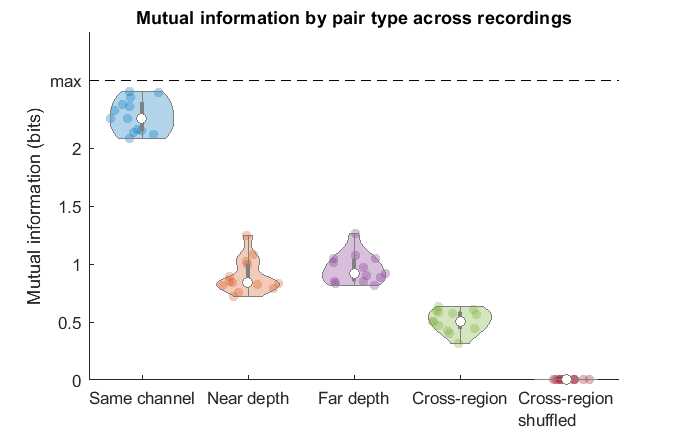 Mutual information by pair type across recordings
Mutual information (bits)
max
2
1.5
1
0.5
0
Same channel
Near depth
Far depth
Cross-region
Cross-region
shuffled